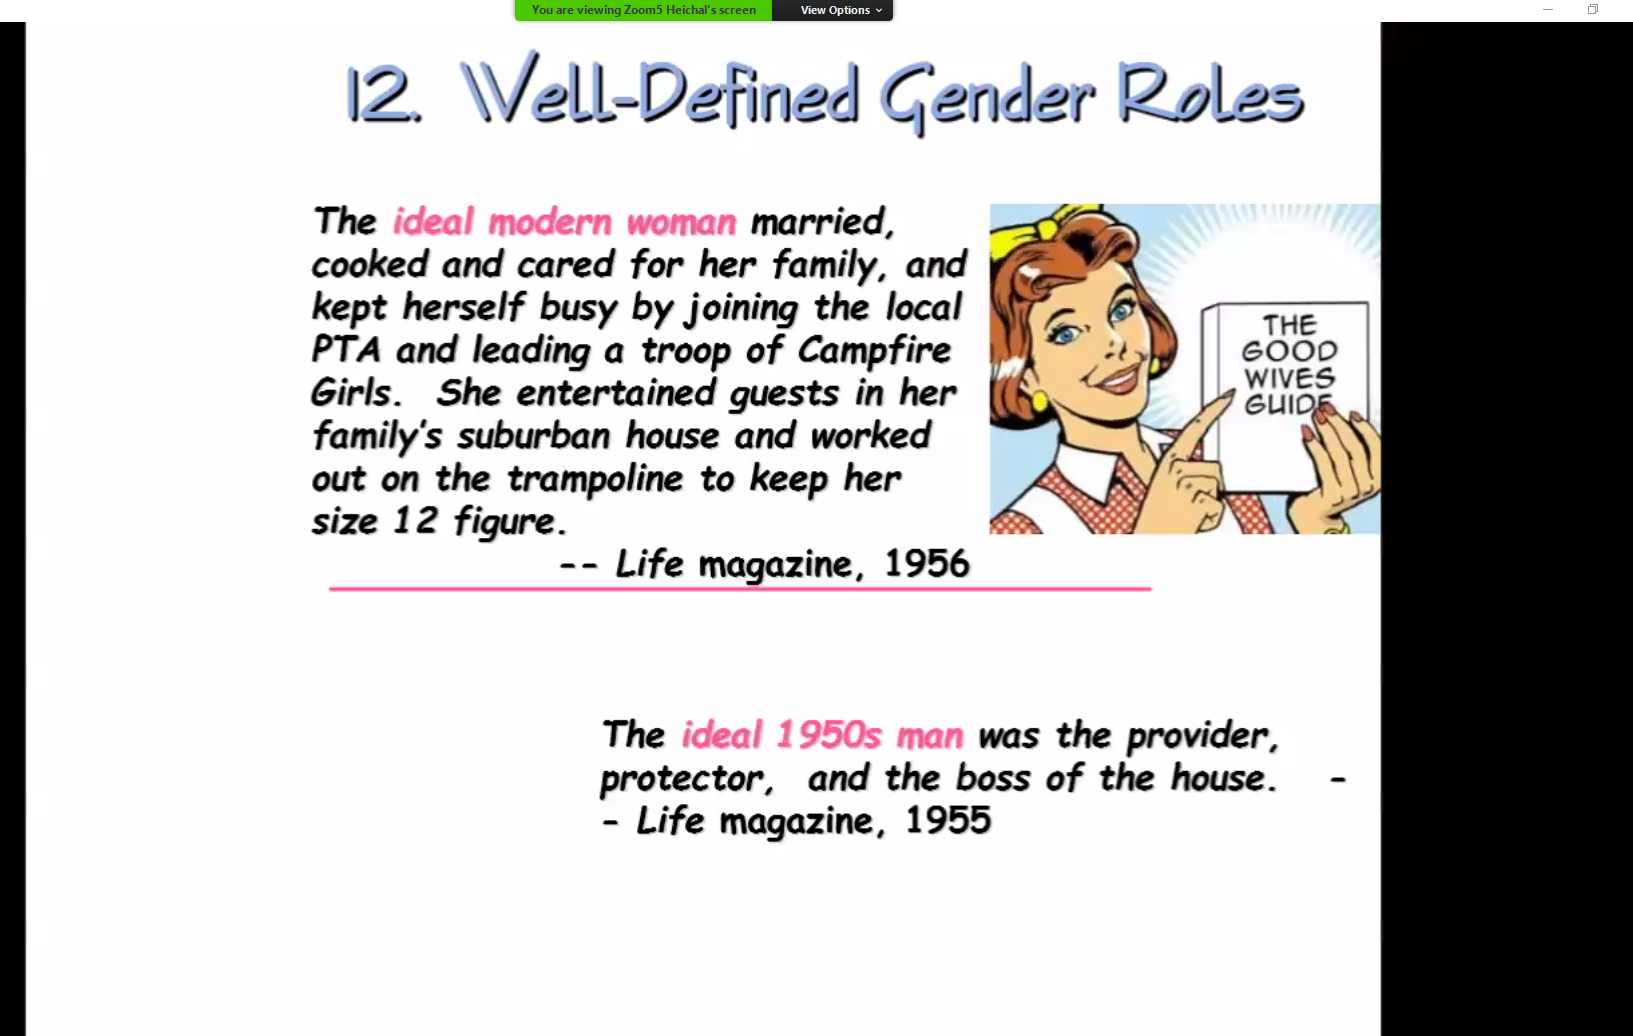 You are viewing Zoom5 Heichal's screen
View Options
12. Well-Defined Gender Roles
The ideal modern woman married,
cooked and cared for her family, and
kept herself busy by joining the local
PTA and leading a troop of Campfire
Girls. She entertained guests in her
family's suburban house and worked
out on the trampoline to keep her
size 12 figure.
-- Life magazine, 1956
THE
GOOD
WIVES
GUIDE
The ideal 1950s man was the provider,
protector, and the boss of the house. -
- Life magazine, 1955